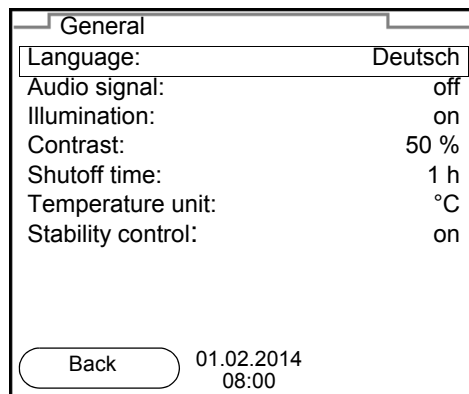 General
Language: Deutsch
Audio signal: off
Illumination: on
Contrast: 50 %
Shutoff time: 1 h
Temperature unit: °C
Stability control: on
Back 01.02.2014
08:00